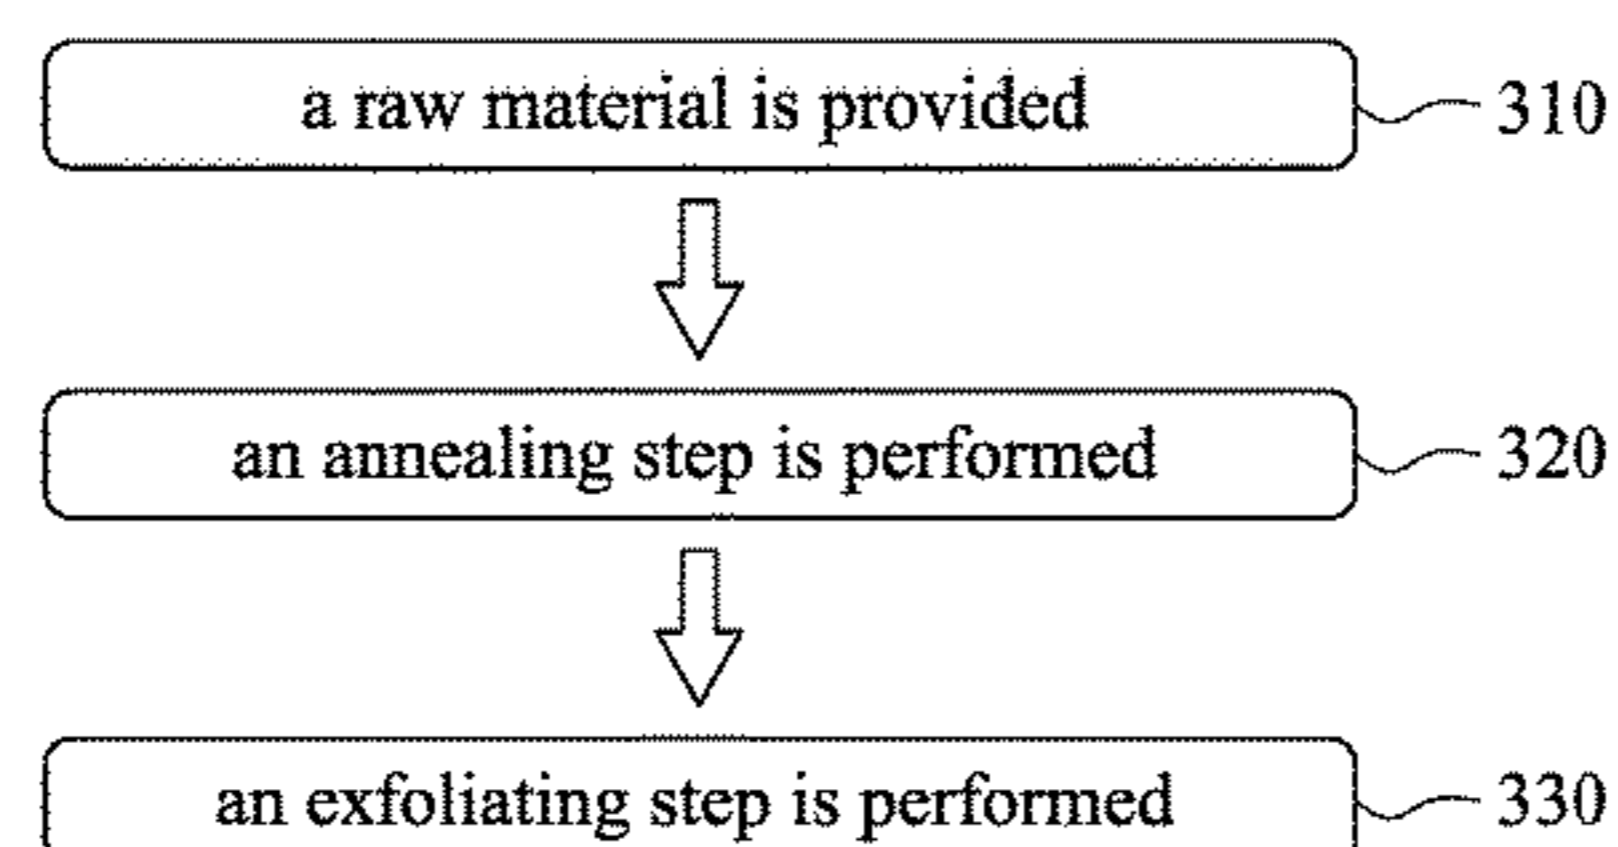 a raw material is provided 310
an annealing step is performed 320
an exfoliating step is performed 330